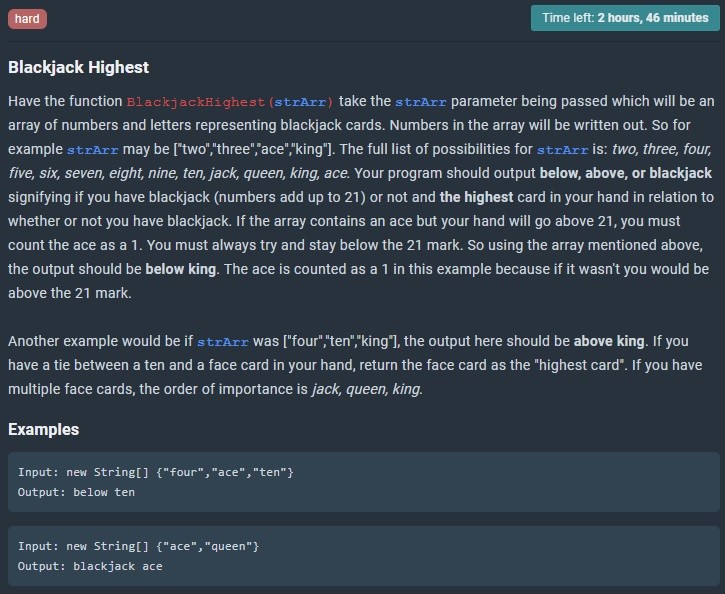 hard
Time left: 2 hours, 46 minutes
Blackjack Highest
Have the function BlackjackHighest(strArr) take the strArr parameter being passed which will be an
array of numbers and letters representing blackjack cards. Numbers in the array will be written out. So for
example strArr may be ["two","three","ace","king"]. The full list of possibilities for strArr is: two, three, four,
five, six, seven, eight, nine, ten, jack, queen, king, ace. Your program should output below, above, or blackjack
signifying if you have blackjack (numbers add up to 21) or not and the highest card in your hand in relation to
whether or not you have blackjack. If the array contains an ace but your hand will go above 21, you must
count the ace as a 1. You must always try and stay below the 21 mark. So using the array mentioned above,
the output should be below king. The ace is counted as a 1 in this example because if it wasn't you would be
above the 21 mark.
Another example would be if strArr was ["four","ten","king"], the output here should be above king. If you
have a tie between a ten and a face card in your hand, return the face card as the "highest card". If you have
multiple face cards, the order of importance is jack, queen, king.
Examples
Input: new String[] {"four","ace","ten"}
Output: below ten
Input: new String[] {"ace","queen"}
Output: blackjack ace